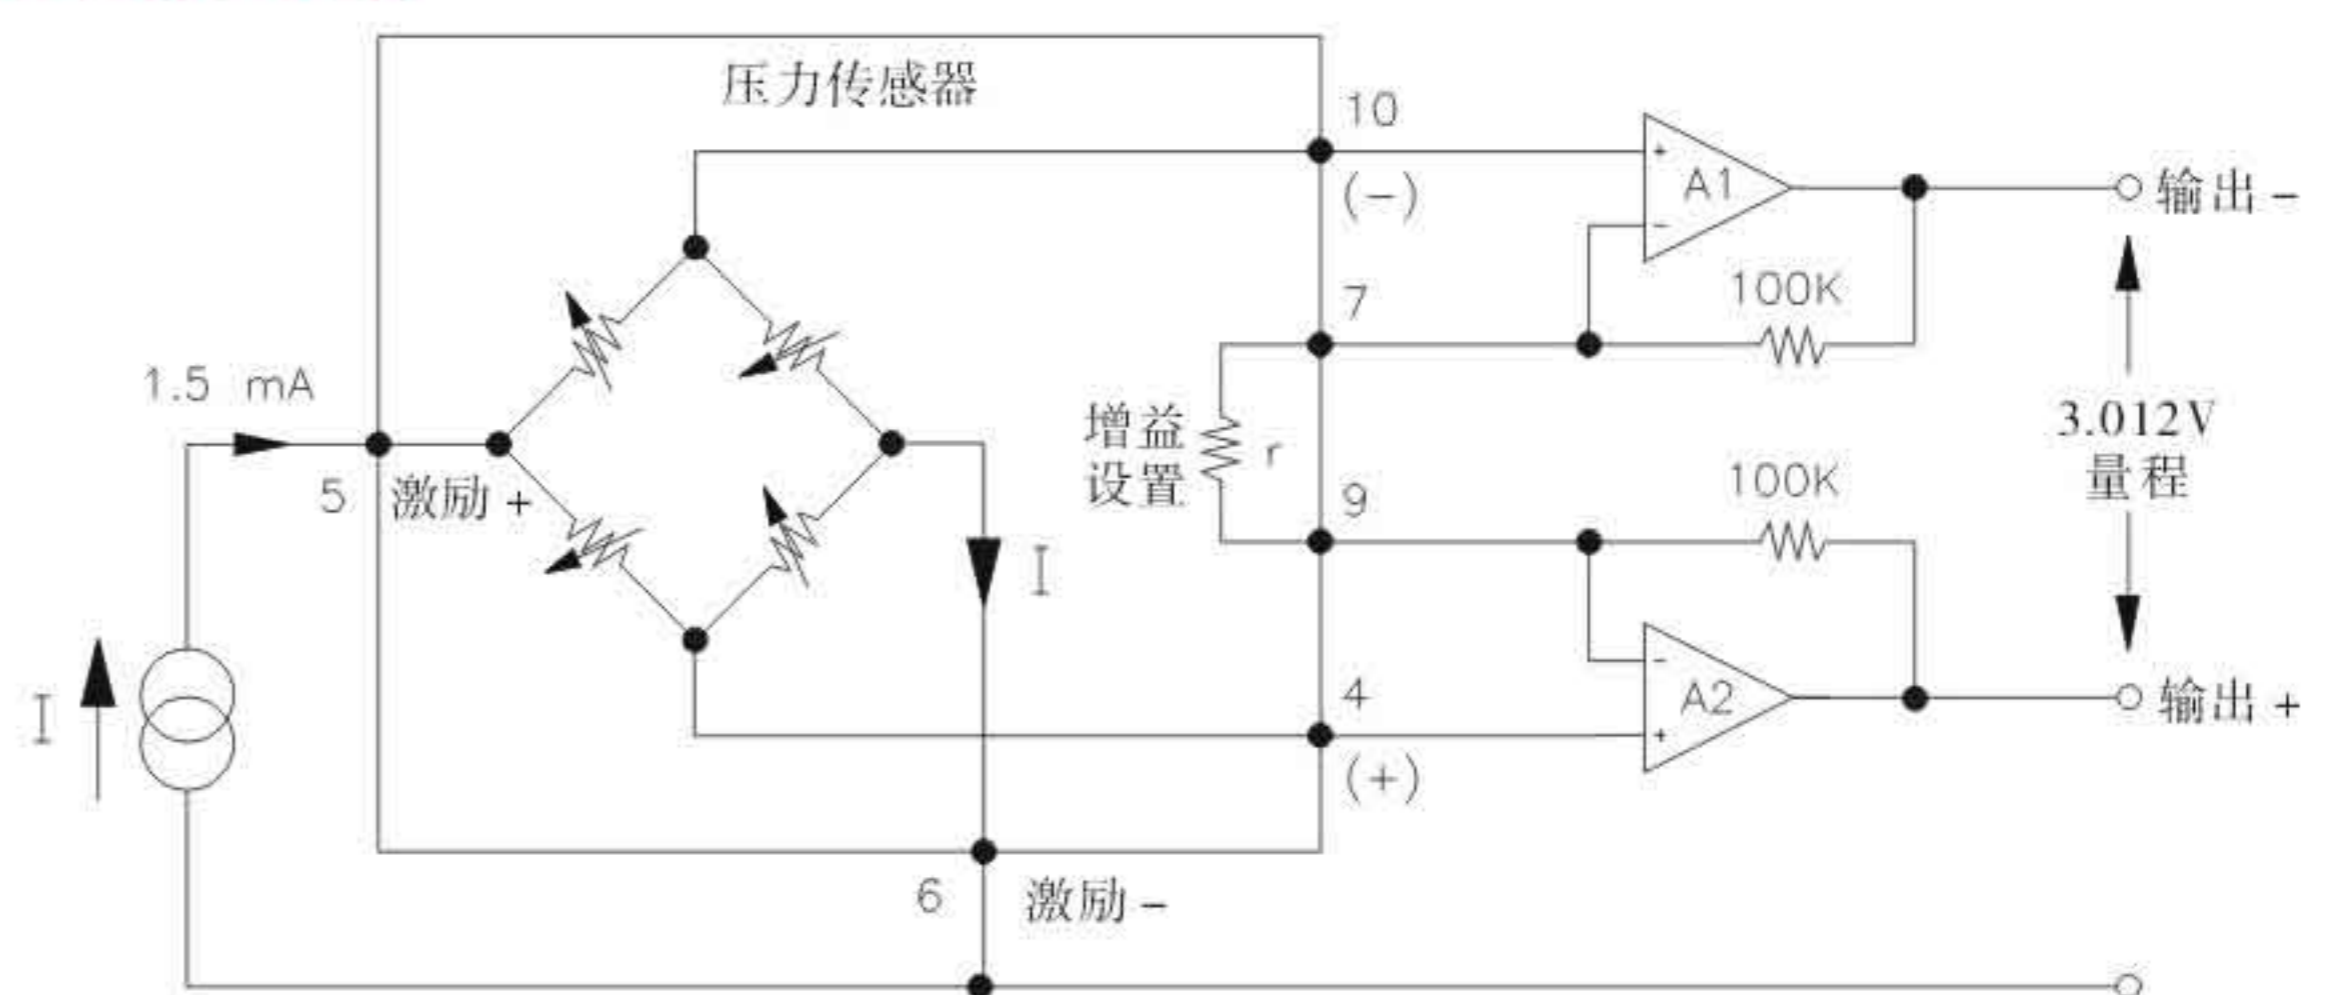 压力传感器
10
(-)
+
A1
-
输出 -
7
100K
1.5 mA
5
激励 +
增益
设置
r
9
100K
3.012V
量程
I
4
(+)
-
A2
+
输出 +
I
6
激励 -